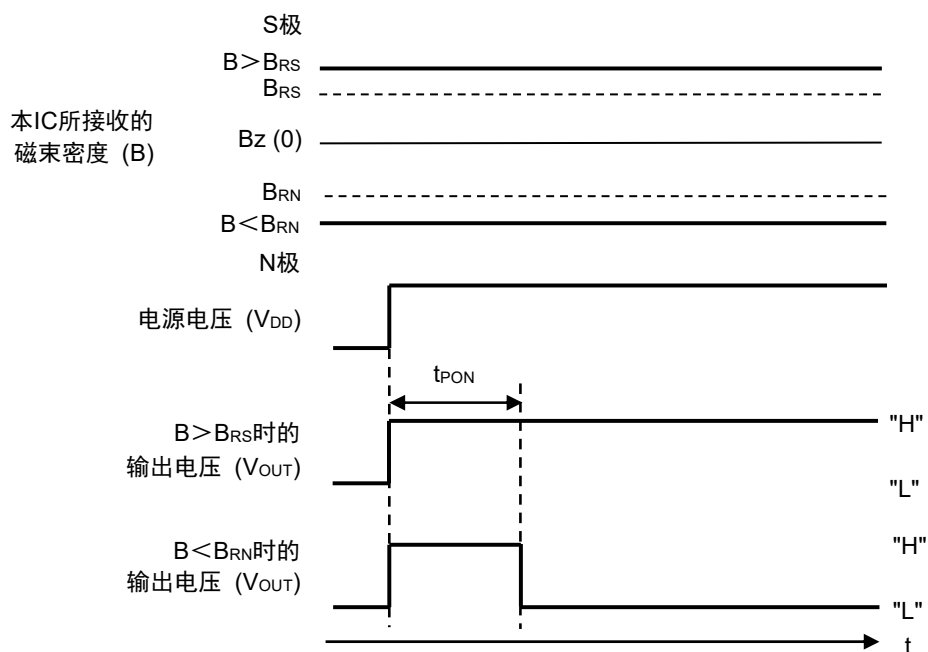 S极
B＞BRS
BRS
本IC所接收的
磁束密度 (B)
Bz (0)
BRN
B＜BRN
N极
电源电压 (VDD)
tPON
B＞BRS时的
输出电压 (VOUT)
"H"
"L"
B＜BRN时的
输出电压 (VOUT)
"H"
"L"
t